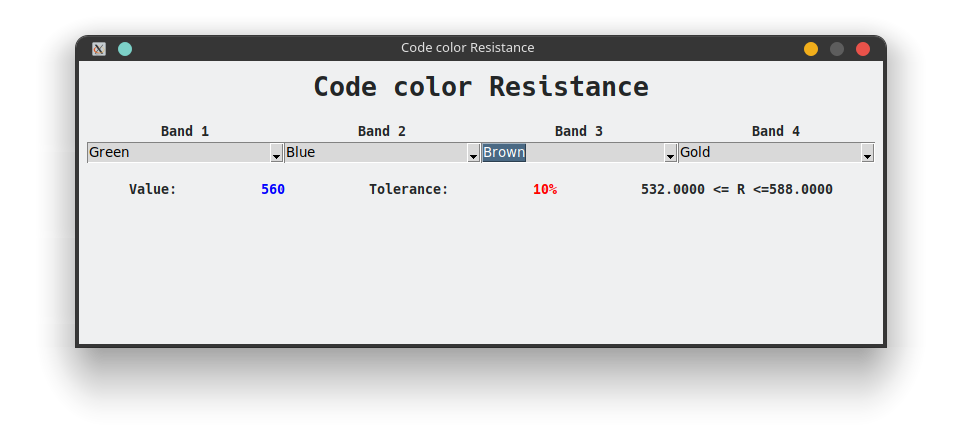 Code color Resistance
Code color Resistance
Band 1 Band 2 Band 3 Band 4
Green Blue Brown Gold
Value: 560 Tolerance: 10% 532.0000 <= R <=588.0000